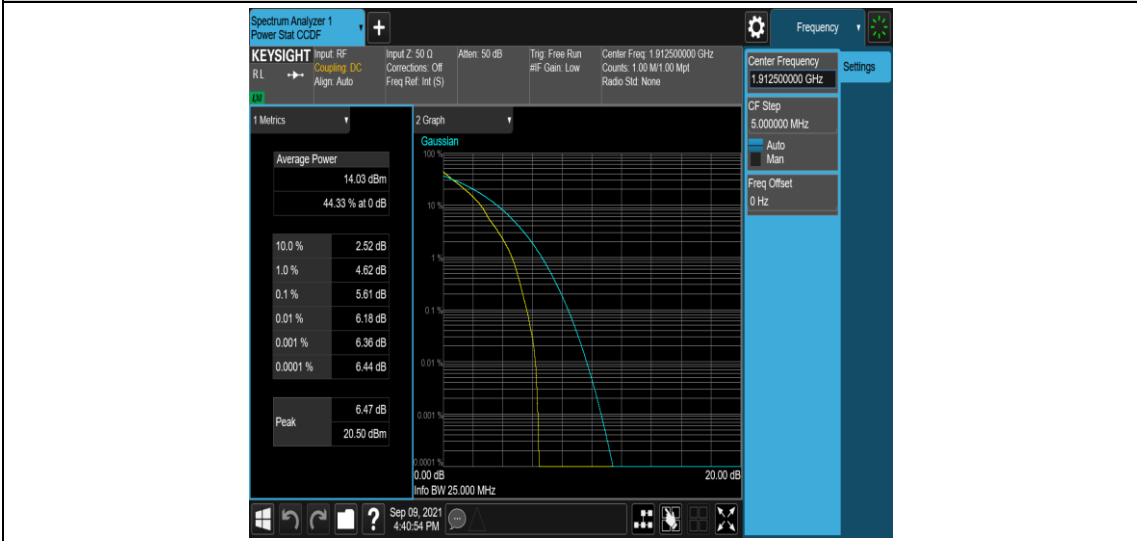 Spectrum Analyzer 1
Power Stat CCDF
+
Frequency
KEYSIGHT
R L
LM
Input: RF
Coupling: DC
Align: Auto
Input Z: 50 Ω
Corrections: Off
Freq Ref: Int (S)
Atten: 50 dB
Trig: Free Run
#IF Gain: Low
Center Freq: 1.912500000 GHz
Counts: 1.00 M/1.00 Mpt
Radio Std: None
Center Frequency
1.912500000 GHz
Settings
CF Step
5.000000 MHz
Auto
Man
Freq Offset
0 Hz
1 Metrics
Average Power
14.03 dBm
44.33 % at 0 dB
10.0 % 2.52 dB
1.0 % 4.62 dB
0.1 % 5.61 dB
0.01 % 6.18 dB
0.001 % 6.36 dB
0.0001 % 6.44 dB
Peak 6.47 dB
20.50 dBm
2 Graph
Gaussian
100 %
10 %
1 %
0.1 %
0.01 %
0.001 %
0.0001 %
0.00 dB 20.00 dB
Info BW 25.000 MHz
?
Sep 09, 2021
4:40:54 PM